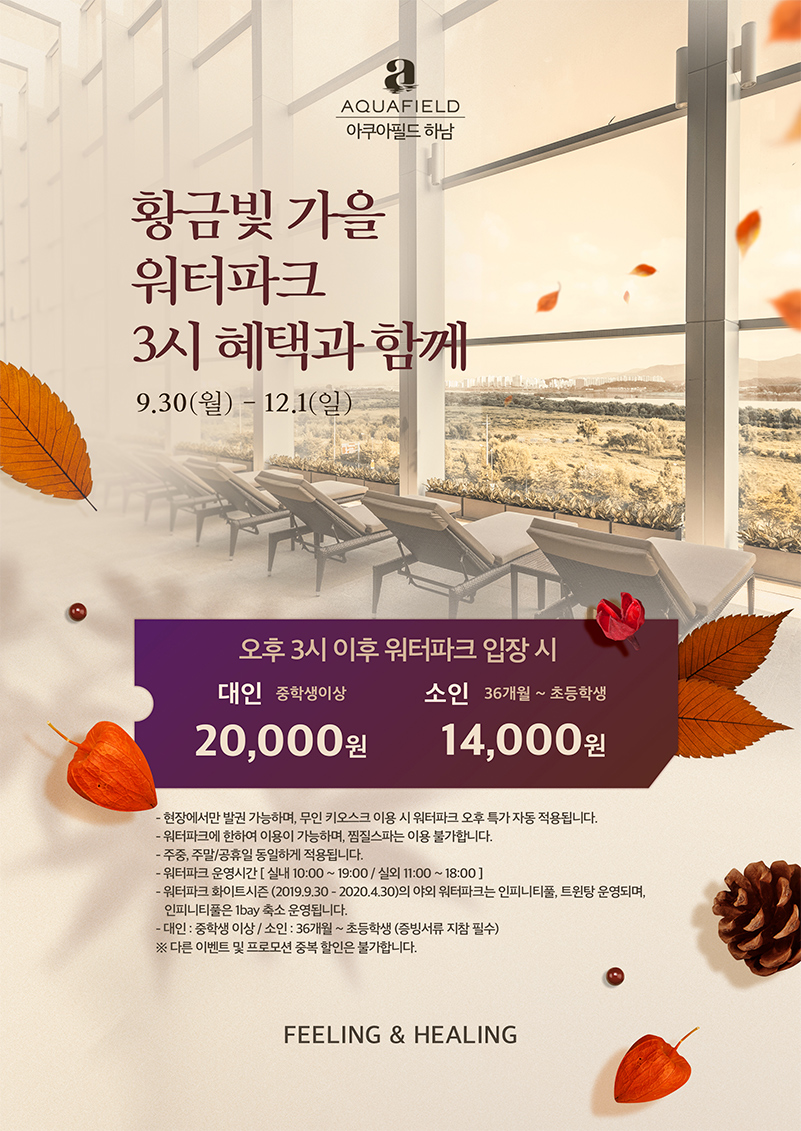 a
AQUAFIELD
아쿠아필드 하남
황금빛 가을
워터파크
3시 혜택과 함께
9.30(월) - 12.1(일)
오후 3시 이후 워터파크 입장 시
대인 중학생이상 소인 36개월 ~ 초등학생
20,000원 14,000원
- 현장에서만 발권 가능하며, 무인 키오스크 이용 시 워터파크 오후 특가 자동 적용됩니다.
- 워터파크에 한하여 이용이 가능하며, 찜질스파는 이용 불가합니다.
- 주중, 주말/공휴일 동일하게 적용됩니다.
- 워터파크 운영시간 [ 실내 10:00 ~ 19:00 / 실외 11:00 ~ 18:00 ]
- 워터파크 화이트시즌 (2019.9.30 - 2020.4.30)의 야외 워터파크는 인피니티풀, 트윈탕 운영되며,
인피니티풀은 1bay 축소 운영됩니다.
- 대인 : 중학생 이상 / 소인 : 36개월 ~ 초등학생 (증빙서류 지참 필수)
※ 다른 이벤트 및 프로모션 중복 할인은 불가합니다.
FEELING & HEALING